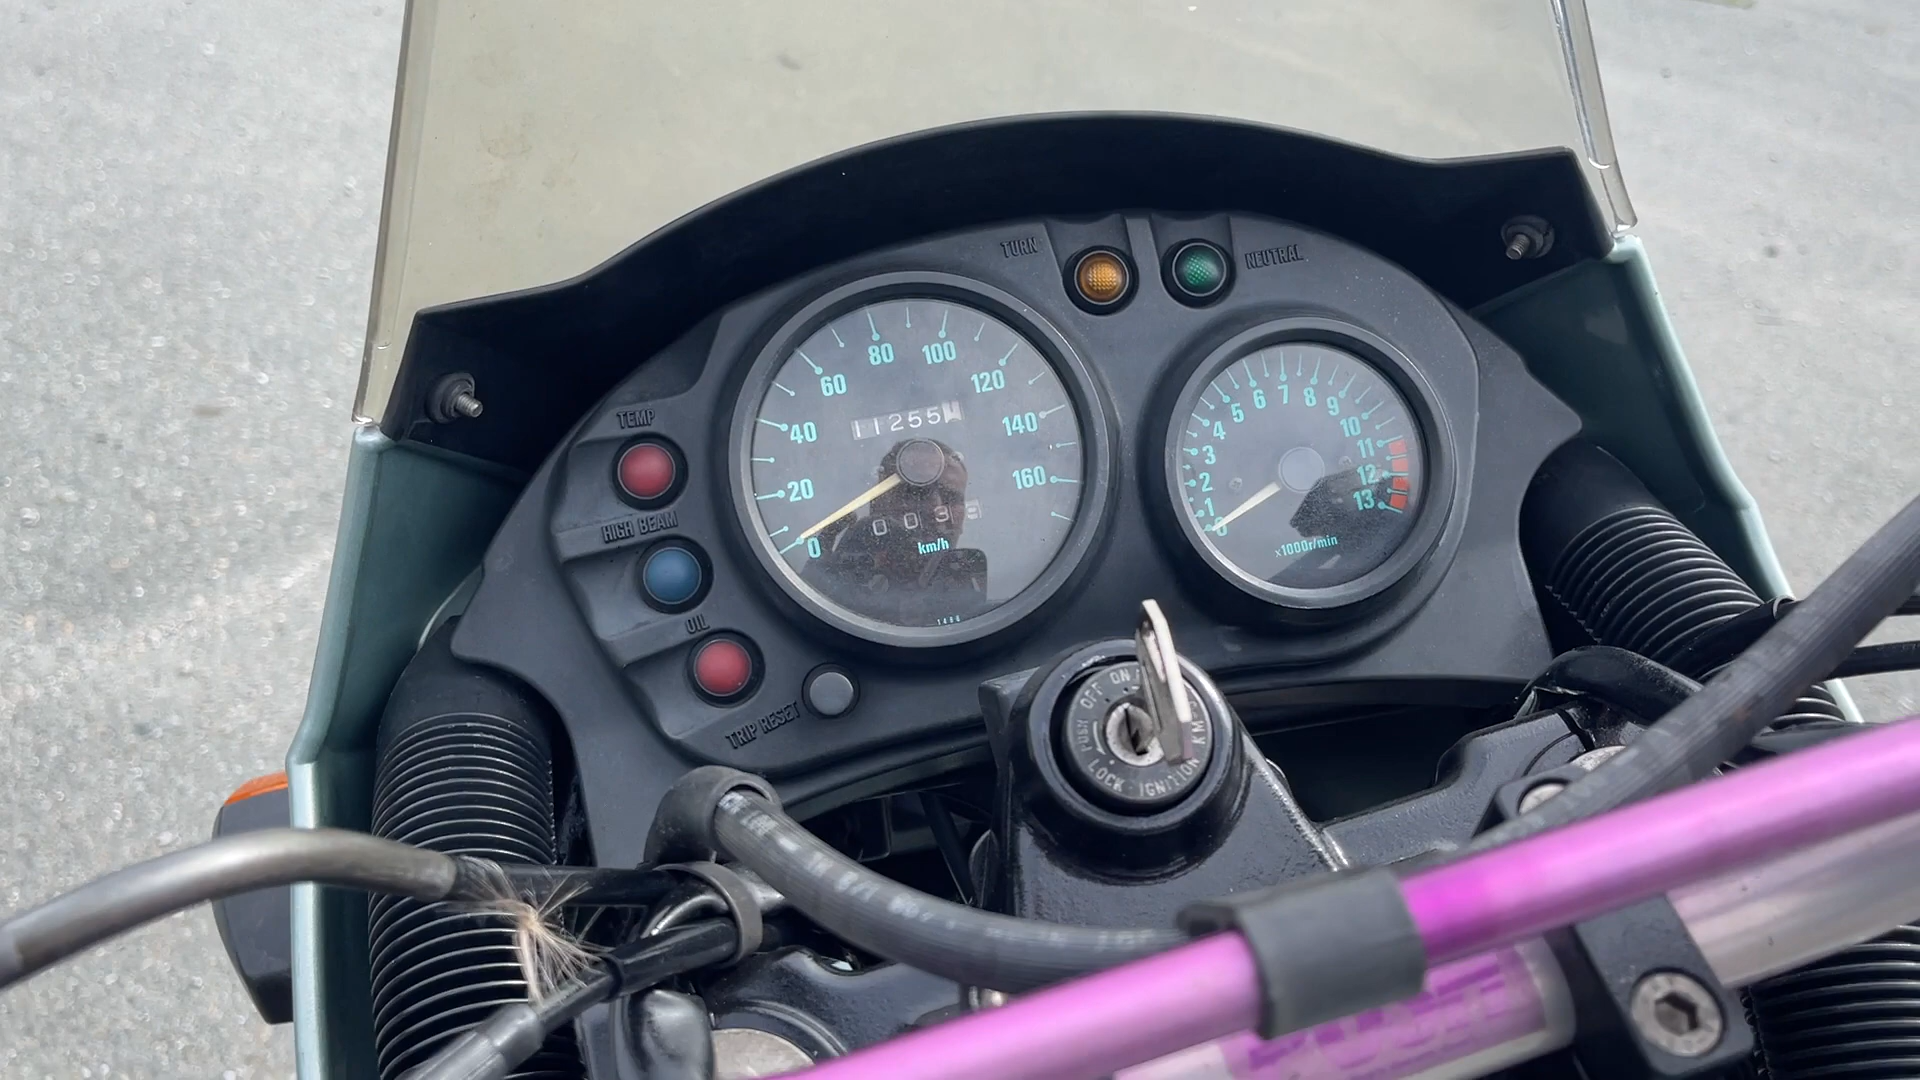 TURN
NEUTRAL
80
100
60
120
40
140
20
160
0
11255
003
km/h
TEMP
HIGH BEAM
OIL
TRIP RESET
0
1
2
3
4
5
6
7
8
9
10
11
12
13
x1000r/min
ON
OFF
PUSH
LOCK · IGNITION